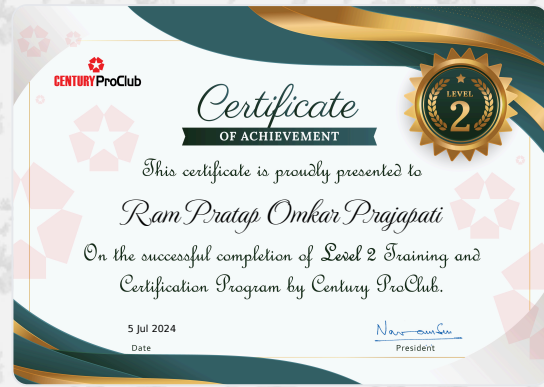 CENTURY ProClub
Certificate
OF ACHIEVEMENT
LEVEL
2
This certificate is proudly presented to
Ram Pratap Omkar Prajapati
On the successful completion of Level 2 Training and
Certification Program by Century ProClub.
5 Jul 2024
Date
President